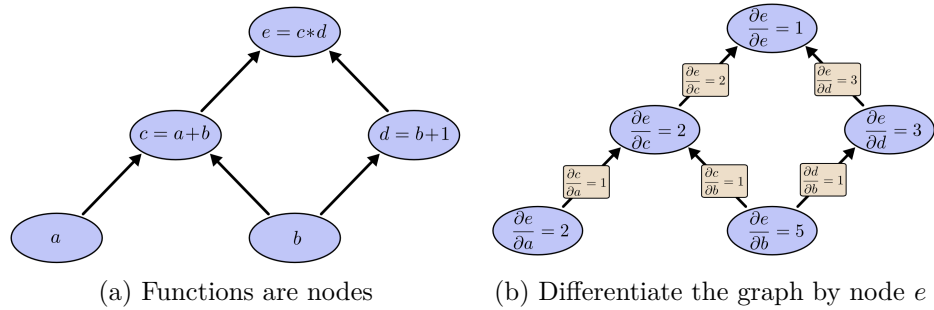 e = c*d
c = a+b
d = b+1
a
b
(a) Functions are nodes
∂e/∂e = 1
∂e/∂c = 2
∂e/∂d = 3
∂e/∂c = 2
∂e/∂d = 3
∂c/∂a = 1
∂c/∂b = 1
∂d/∂b = 1
∂e/∂a = 2
∂e/∂b = 5
(b) Differentiate the graph by node e